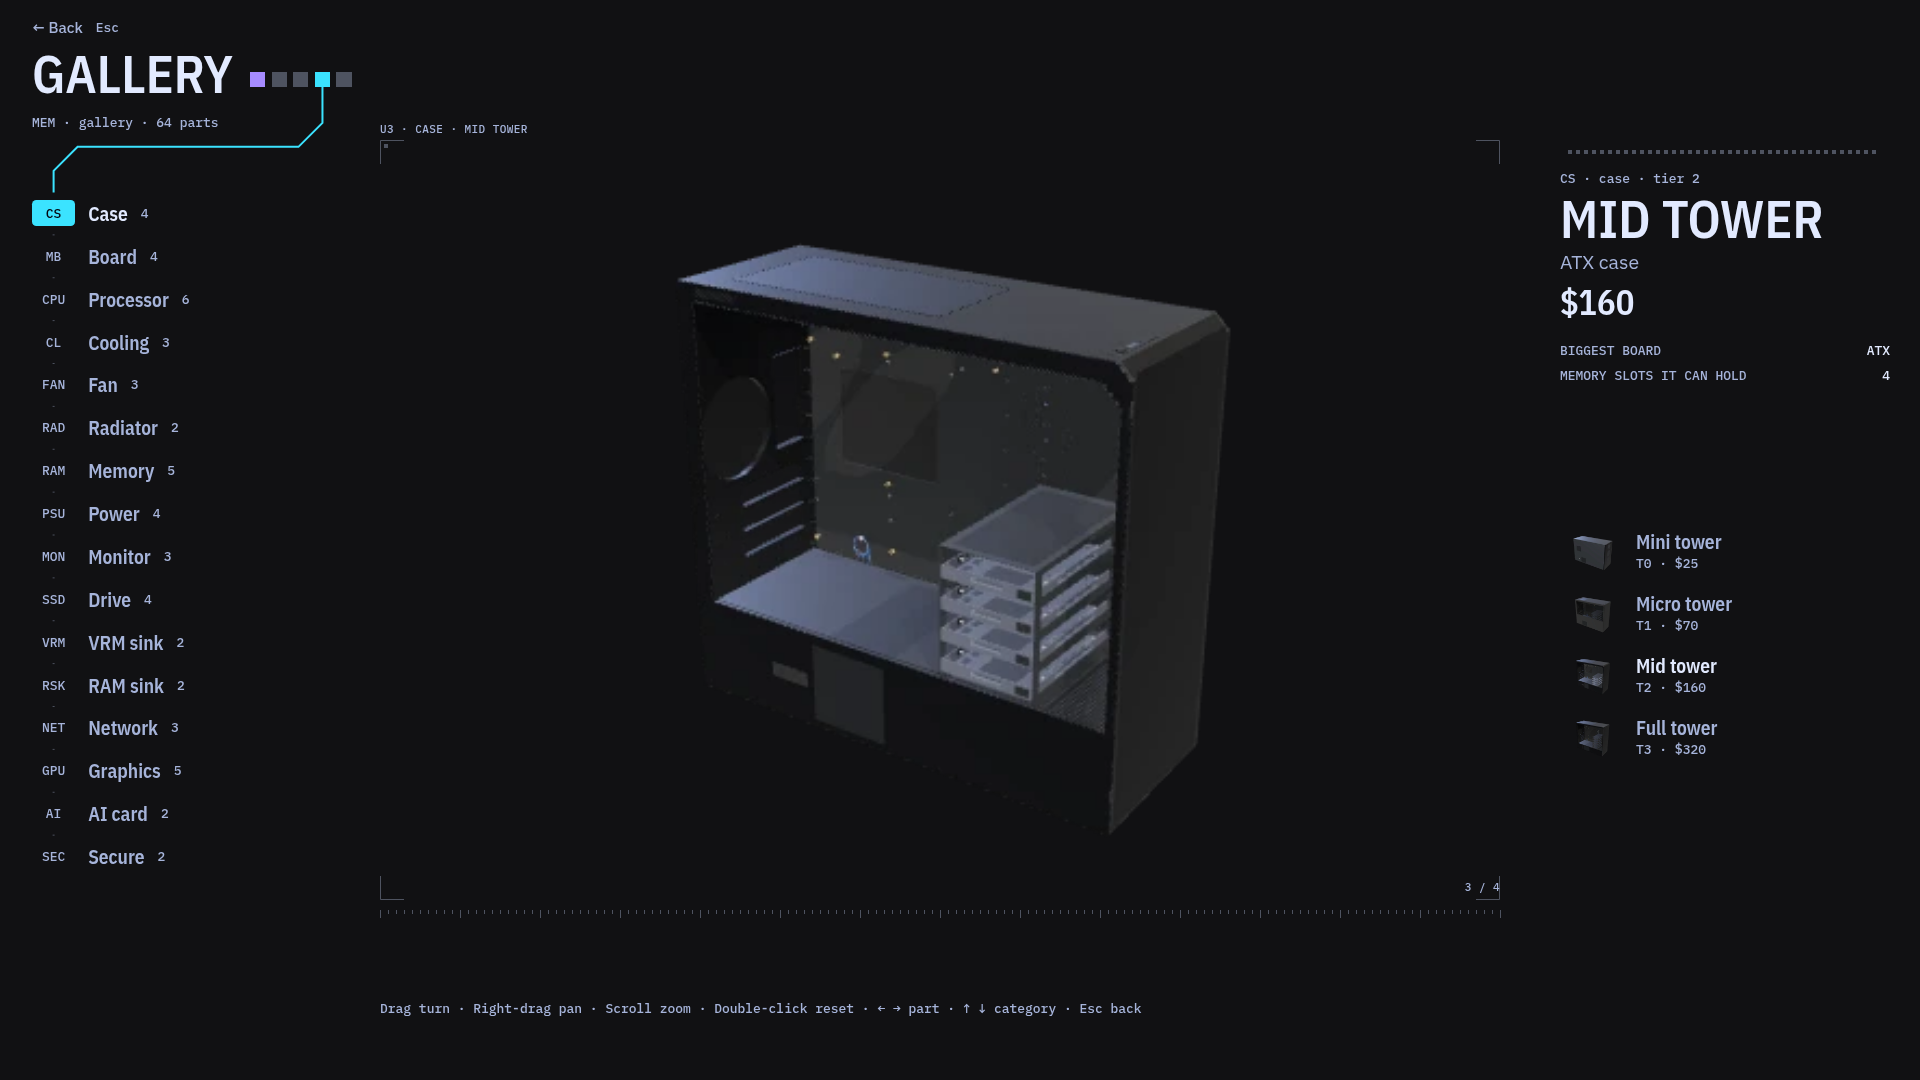 ← Back Esc
GALLERY
MEM · gallery · 64 parts
CS Case 4
MB Board 4
CPU Processor 6
CL Cooling 3
FAN Fan 3
RAD Radiator 2
RAM Memory 5
PSU Power 4
MON Monitor 3
SSD Drive 4
VRM VRM sink 2
RSK RAM sink 2
NET Network 3
GPU Graphics 5
AI AI card 2
SEC Secure 2
U3 · CASE · MID TOWER
3 / 4
Drag turn · Right-drag pan · Scroll zoom · Double-click reset · ← → part · ↑ ↓ category · Esc back
CS · case · tier 2
MID TOWER
ATX case
$160
BIGGEST BOARD ATX
MEMORY SLOTS IT CAN HOLD 4
Mini tower
T0 · $25
Micro tower
T1 · $70
Mid tower
T2 · $160
Full tower
T3 · $320